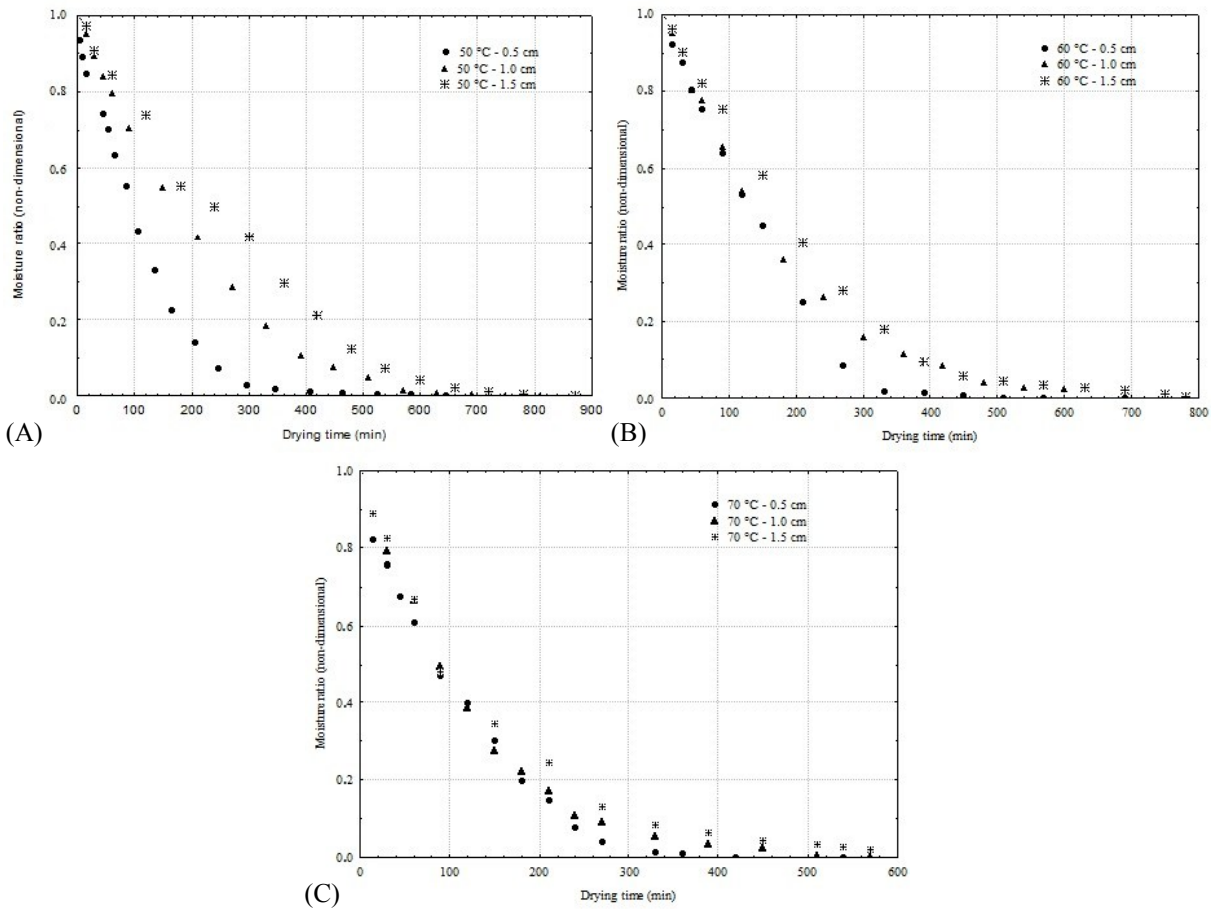 1.0
0.8
0.6
0.4
0.2
0.0
Moisture ratio (non-dimensional)
50 °C - 0.5 cm
50 °C - 1.0 cm
50 °C - 1.5 cm
0 100 200 300 400 500 600 700 800 900
Drying time (min)
(A)
1.0
0.8
0.6
0.4
0.2
0.0
Moisture ratio (non-dimensional)
60 °C - 0.5 cm
60 °C - 1.0 cm
60 °C - 1.5 cm
0 100 200 300 400 500 600 700 800
Drying time (min)
(B)
1.0
0.8
0.6
0.4
0.2
0.0
Moisture ratio (non-dimensional)
70 °C - 0.5 cm
70 °C - 1.0 cm
70 °C - 1.5 cm
0 100 200 300 400 500 600
Drying time (min)
(C)